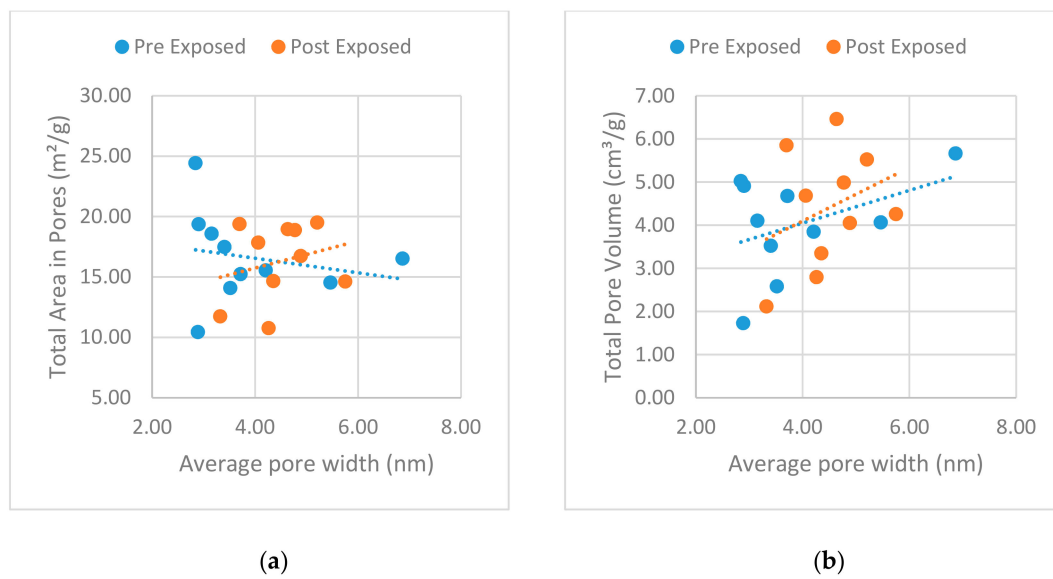 Pre Exposed Post Exposed
30.00
25.00
20.00
15.00
10.00
5.00
2.00 4.00 6.00 8.00
Total Area in Pores (m²/g)
Average pore width (nm)
(a)
Pre Exposed Post Exposed
7.00
6.00
5.00
4.00
3.00
2.00
1.00
0.00
2.00 4.00 6.00 8.00
Total Pore Volume (cm³/g)
Average pore width (nm)
(b)